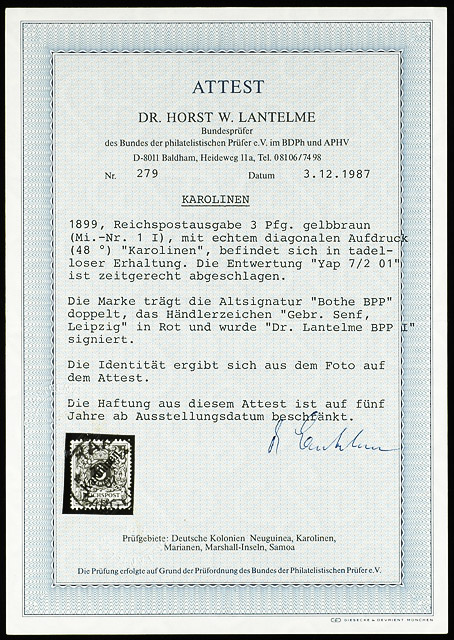 ATTEST
DR. HORST W. LANTELME
Bundesprüfer
des Bundes der philatelistischen Prüfer e.V. im BDPh und APHV
D-8011 Baldham, Heideweg 11a, Tel. 08106/7498
Nr. 279 Datum 3.12.1987
KAROLINEN
1899, Reichspostausgabe 3 Pfg. gelbbraun
(Mi.-Nr. 1 I), mit echtem diagonalen Aufdruck
(48 °) "Karolinen", befindet sich in tadel-
loser Erhaltung. Die Entwertung "Yap 7/2 01"
ist zeitgerecht abgeschlagen.
Die Marke trägt die Altsignatur "Bothe BPP"
doppelt, das Händlerzeichen "Gebr. Senf,
Leipzig" in Rot und wurde "Dr. Lantelme BPP I"
signiert.
Die Identität ergibt sich aus dem Foto auf
dem Attest.
Die Haftung aus diesem Attest ist auf fünf
Jahre ab Ausstellungsdatum beschränkt.
REICHSPOST
Prüfgebiete: Deutsche Kolonien Neuguinea, Karolinen,
Marianen, Marshall-Inseln, Samoa
Die Prüfung erfolgte auf Grund der Prüfordnung des Bundes der Philatelistischen Prüfer e.V.
GIESECKE & DEVRIENT MÜNCHEN